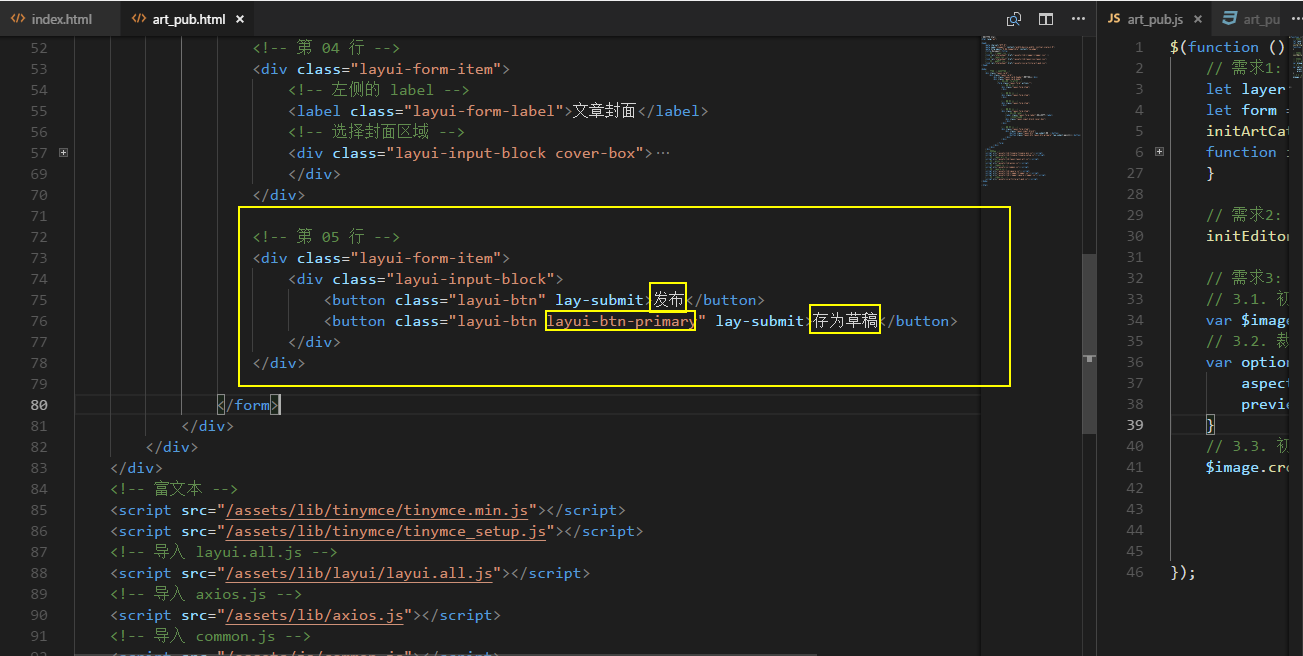 index.html art_pub.html × JS art_pub.js × art_pu
52 <!-- 第 04 行 -->
53 <div class="layui-form-item">
54 <!-- 左侧的 label -->
55 <label class="layui-form-label">文章封面</label>
56 <!-- 选择封面区域 -->
57 <div class="layui-input-block cover-box">…
69 </div>
70 </div>
71
72 <!-- 第 05 行 -->
73 <div class="layui-form-item">
74 <div class="layui-input-block">
75 <button class="layui-btn" lay-submit>发布</button>
76 <button class="layui-btn layui-btn-primary" lay-submit>存为草稿</button>
77 </div>
78 </div>
79
80 </form>
81 </div>
82 </div>
83 </div>
84 <!-- 富文本 -->
85 <script src="/assets/lib/tinymce/tinymce.min.js"></script>
86 <script src="/assets/lib/tinymce/tinymce_setup.js"></script>
87 <!-- 导入 layui.all.js -->
88 <script src="/assets/lib/layui/layui.all.js"></script>
89 <!-- 导入 axios.js -->
90 <script src="/assets/lib/axios.js"></script>
91 <!-- 导入 common.js -->
1 $(function ()
2 // 需求1:
3 let layer
4 let form =
5 initArtCa
6 function
27 }
28
29 // 需求2:
30 initEdito
31
32 // 需求3:
33 // 3.1. 初
34 var $imag
35 // 3.2. 裁
36 var optio
37 aspec
38 previ
39 }
40 // 3.3. 初
41 $image.cr
42
43
44
45
46 });